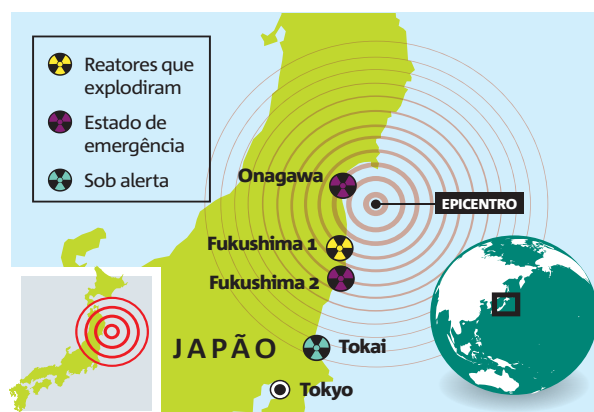 Reatores que
explodiram
Estado de
emergência
Sob alerta
Onagawa
EPICENTRO
Fukushima 1
Fukushima 2
JAPÃO
Tokai
Tokyo